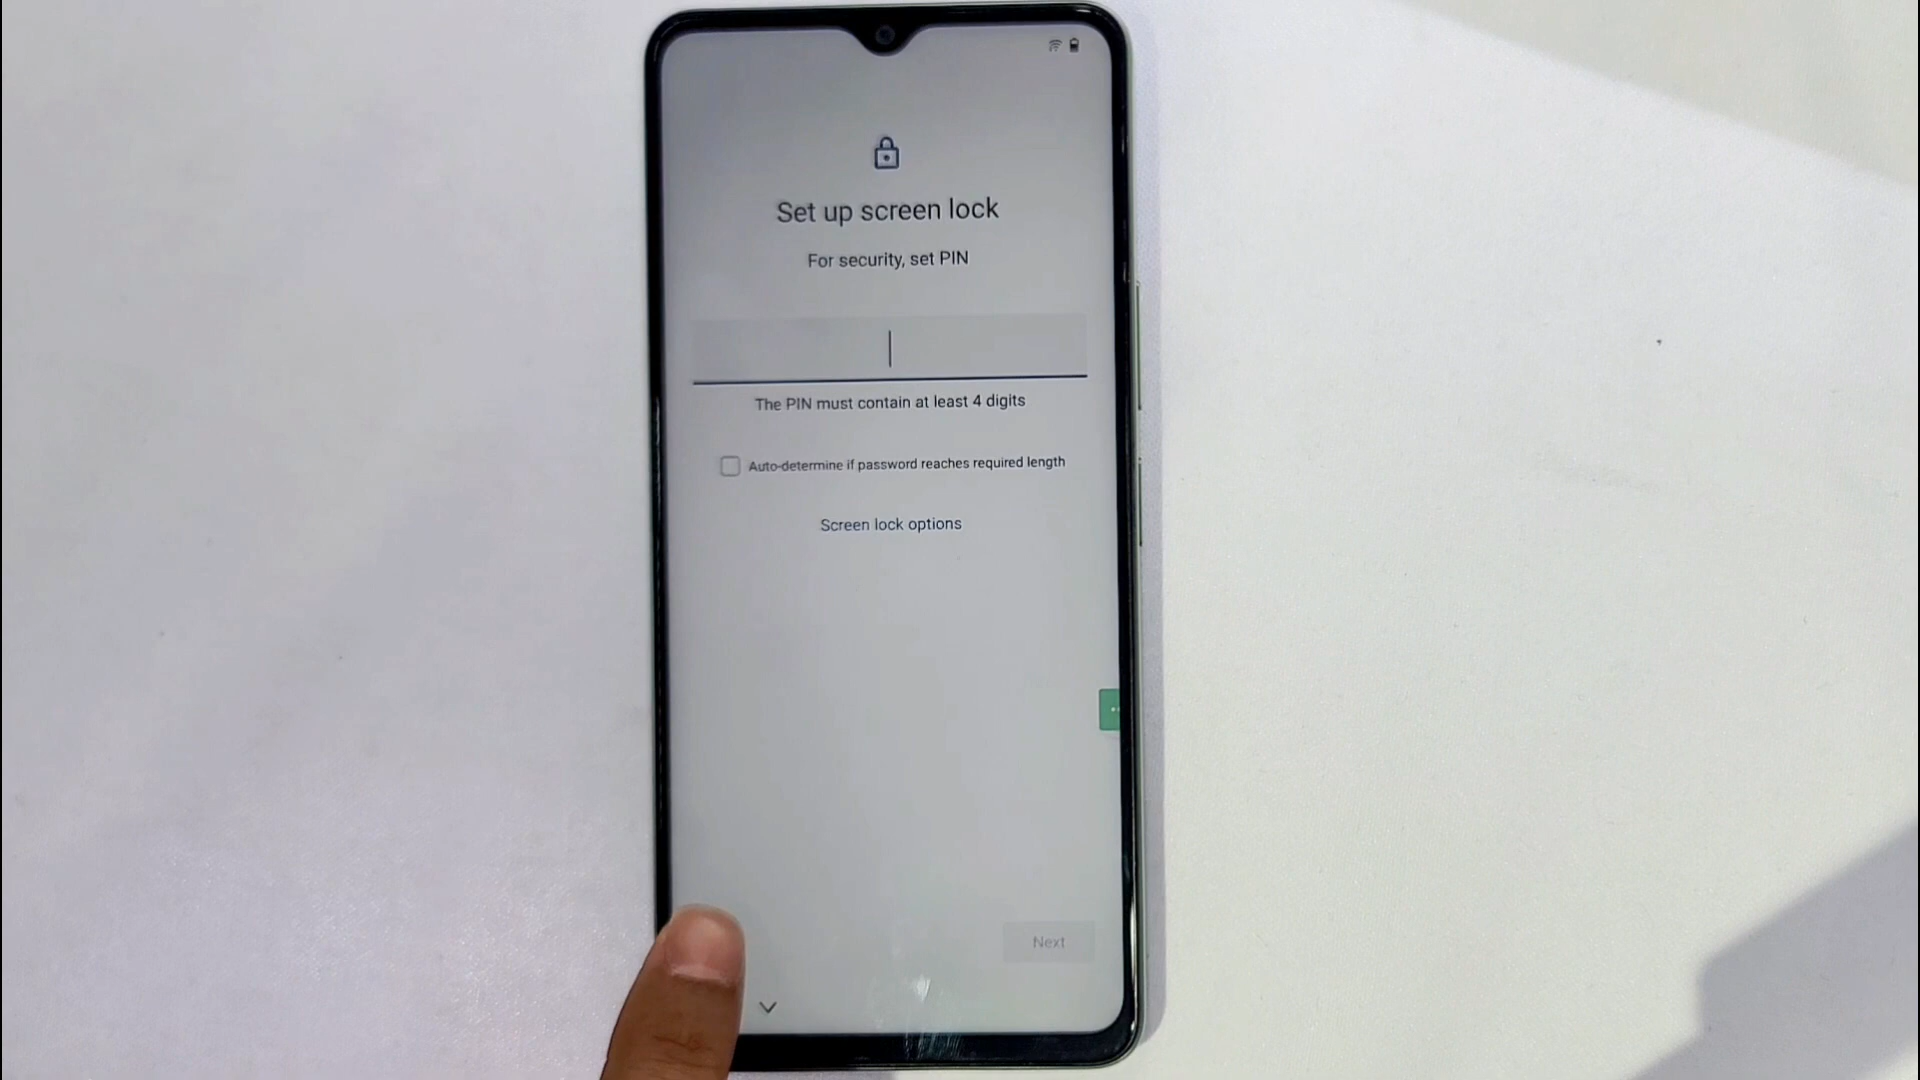 Set up screen lock
For security, set PIN
The PIN must contain at least 4 digits
Auto-determine if password reaches required length
Screen lock options
Next